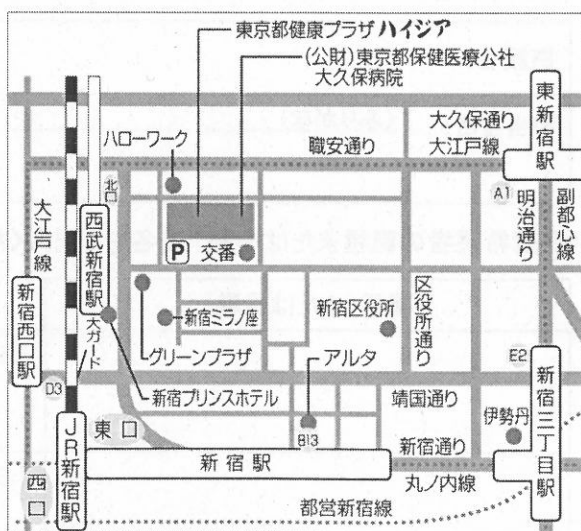 東京都健康プラザ ハイジア
(公財)東京都保健医療公社
大久保病院
東新宿駅
大久保通り
大江戸線
職安通り
ハローワーク
北口
A1
明治通り
副都心線
大江戸線
西武新宿駅
P
交番
新宿西口駅
大ガード
新宿ミラノ座
新宿区役所
区役所通り
グリーンプラザ
アルタ
E2
D3
新宿プリンスホテル
靖国通り
伊勢丹
新宿三丁目駅
JR新宿駅
東口
B13
新宿通り
新宿駅
西口
丸ノ内線
都営新宿線